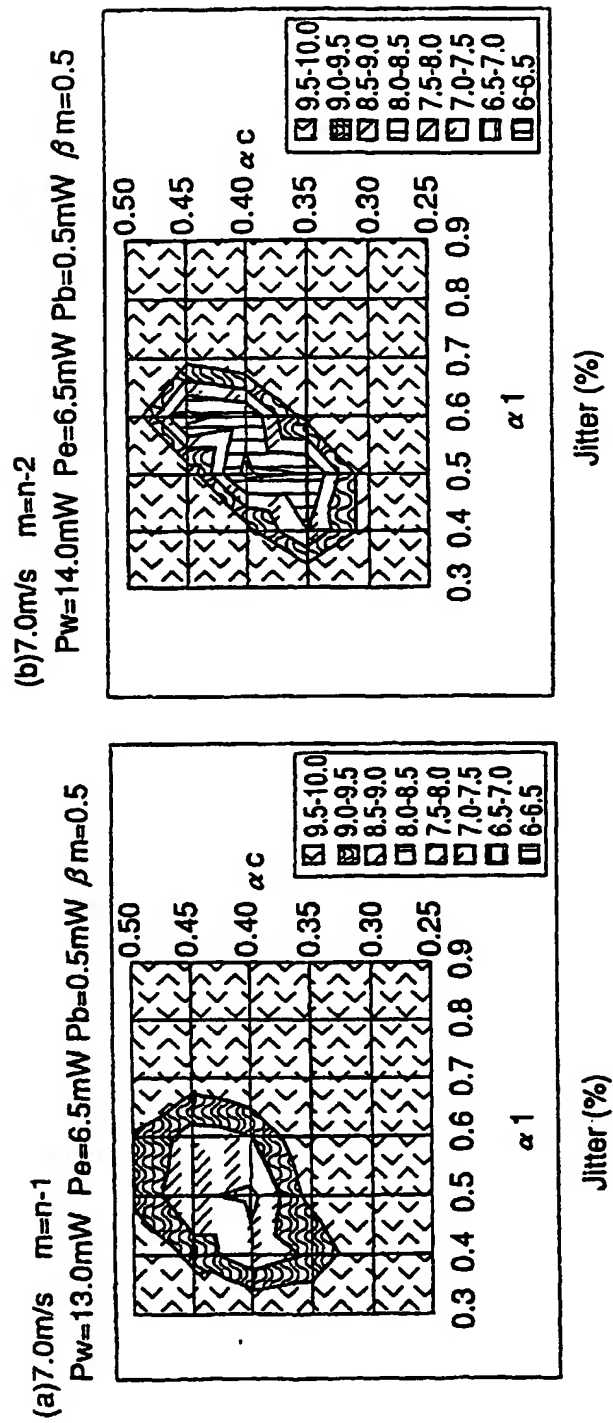 (a)7.0m/s m=n-1
Pw=13.0mW Pe=6.5mW Pb=0.5mW βm=0.5
0.50
0.45
αc
0.40
0.35
0.30
0.25
0.3 0.4 0.5 0.6 0.7 0.8 0.9
α1
9.5-10.0
9.0-9.5
8.5-9.0
8.0-8.5
7.5-8.0
7.0-7.5
6.5-7.0
6-6.5
Jitter (%)
(b)7.0m/s m=n-2
Pw=14.0mW Pe=6.5mW Pb=0.5mW βm=0.5
0.50
0.45
αc
0.40
0.35
0.30
0.25
0.3 0.4 0.5 0.6 0.7 0.8 0.9
α1
9.5-10.0
9.0-9.5
8.5-9.0
8.0-8.5
7.5-8.0
7.0-7.5
6.5-7.0
6-6.5
Jitter (%)